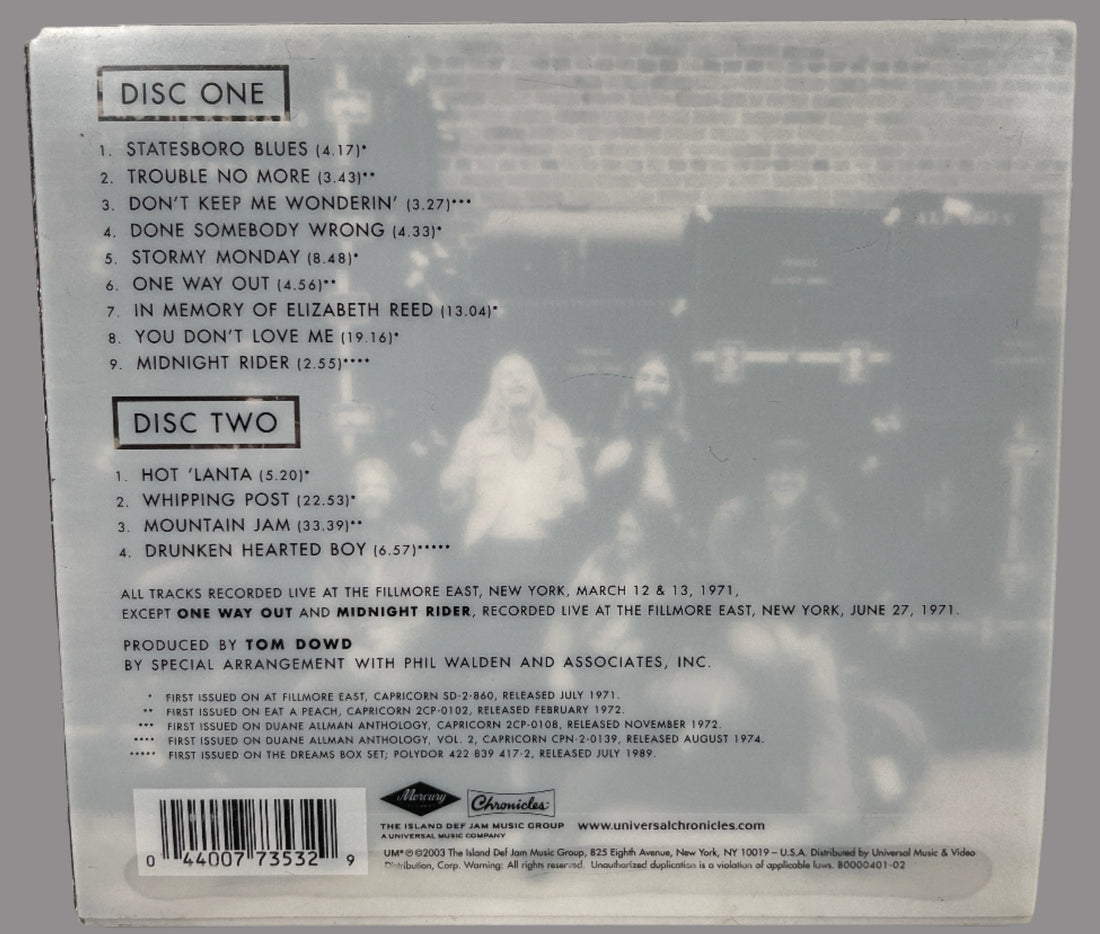 DISC ONE
1. STATESBORO BLUES (4.17)*
2. TROUBLE NO MORE (3.43)**
3. DON'T KEEP ME WONDERIN' (3.27)***
4. DONE SOMEBODY WRONG (4.33)*
5. STORMY MONDAY (8.48)*
6. ONE WAY OUT (4.56)**
7. IN MEMORY OF ELIZABETH REED (13.04)*
8. YOU DON'T LOVE ME (19.16)*
9. MIDNIGHT RIDER (2.55)****
DISC TWO
1. HOT 'LANTA (5.20)*
2. WHIPPING POST (22.53)*
3. MOUNTAIN JAM (33.39)**
4. DRUNKEN HEARTED BOY (6.57)*****
ALL TRACKS RECORDED LIVE AT THE FILLMORE EAST, NEW YORK, MARCH 12 & 13, 1971,
EXCEPT ONE WAY OUT AND MIDNIGHT RIDER, RECORDED LIVE AT THE FILLMORE EAST, NEW YORK, JUNE 27, 1971.
PRODUCED BY TOM DOWD
BY SPECIAL ARRANGEMENT WITH PHIL WALDEN AND ASSOCIATES, INC.
* FIRST ISSUED ON AT FILLMORE EAST, CAPRICORN SD-2-860, RELEASED JULY 1971.
** FIRST ISSUED ON EAT A PEACH, CAPRICORN 2CP-0102, RELEASED FEBRUARY 1972.
*** FIRST ISSUED ON DUANE ALLMAN ANTHOLOGY, CAPRICORN 2CP-0108, RELEASED NOVEMBER 1972.
**** FIRST ISSUED ON DUANE ALLMAN ANTHOLOGY, VOL. 2, CAPRICORN CPN-2-0139, RELEASED AUGUST 1974.
***** FIRST ISSUED ON THE DREAMS BOX SET; POLYDOR 422 839 417-2, RELEASED JULY 1989.
Mercury
Chronicles
THE ISLAND DEF JAM MUSIC GROUP www.universalchronicles.com
A UNIVERSAL MUSIC COMPANY
0 44007 73532 9
UM* ℗©2003 The Island Def Jam Music Group, 825 Eighth Avenue, New York, NY 10019 – U.S.A. Distributed by Universal Music & Video
Distribution, Corp. Warning: All rights reserved. Unauthorized duplication is a violation of applicable laws. B0000401-02